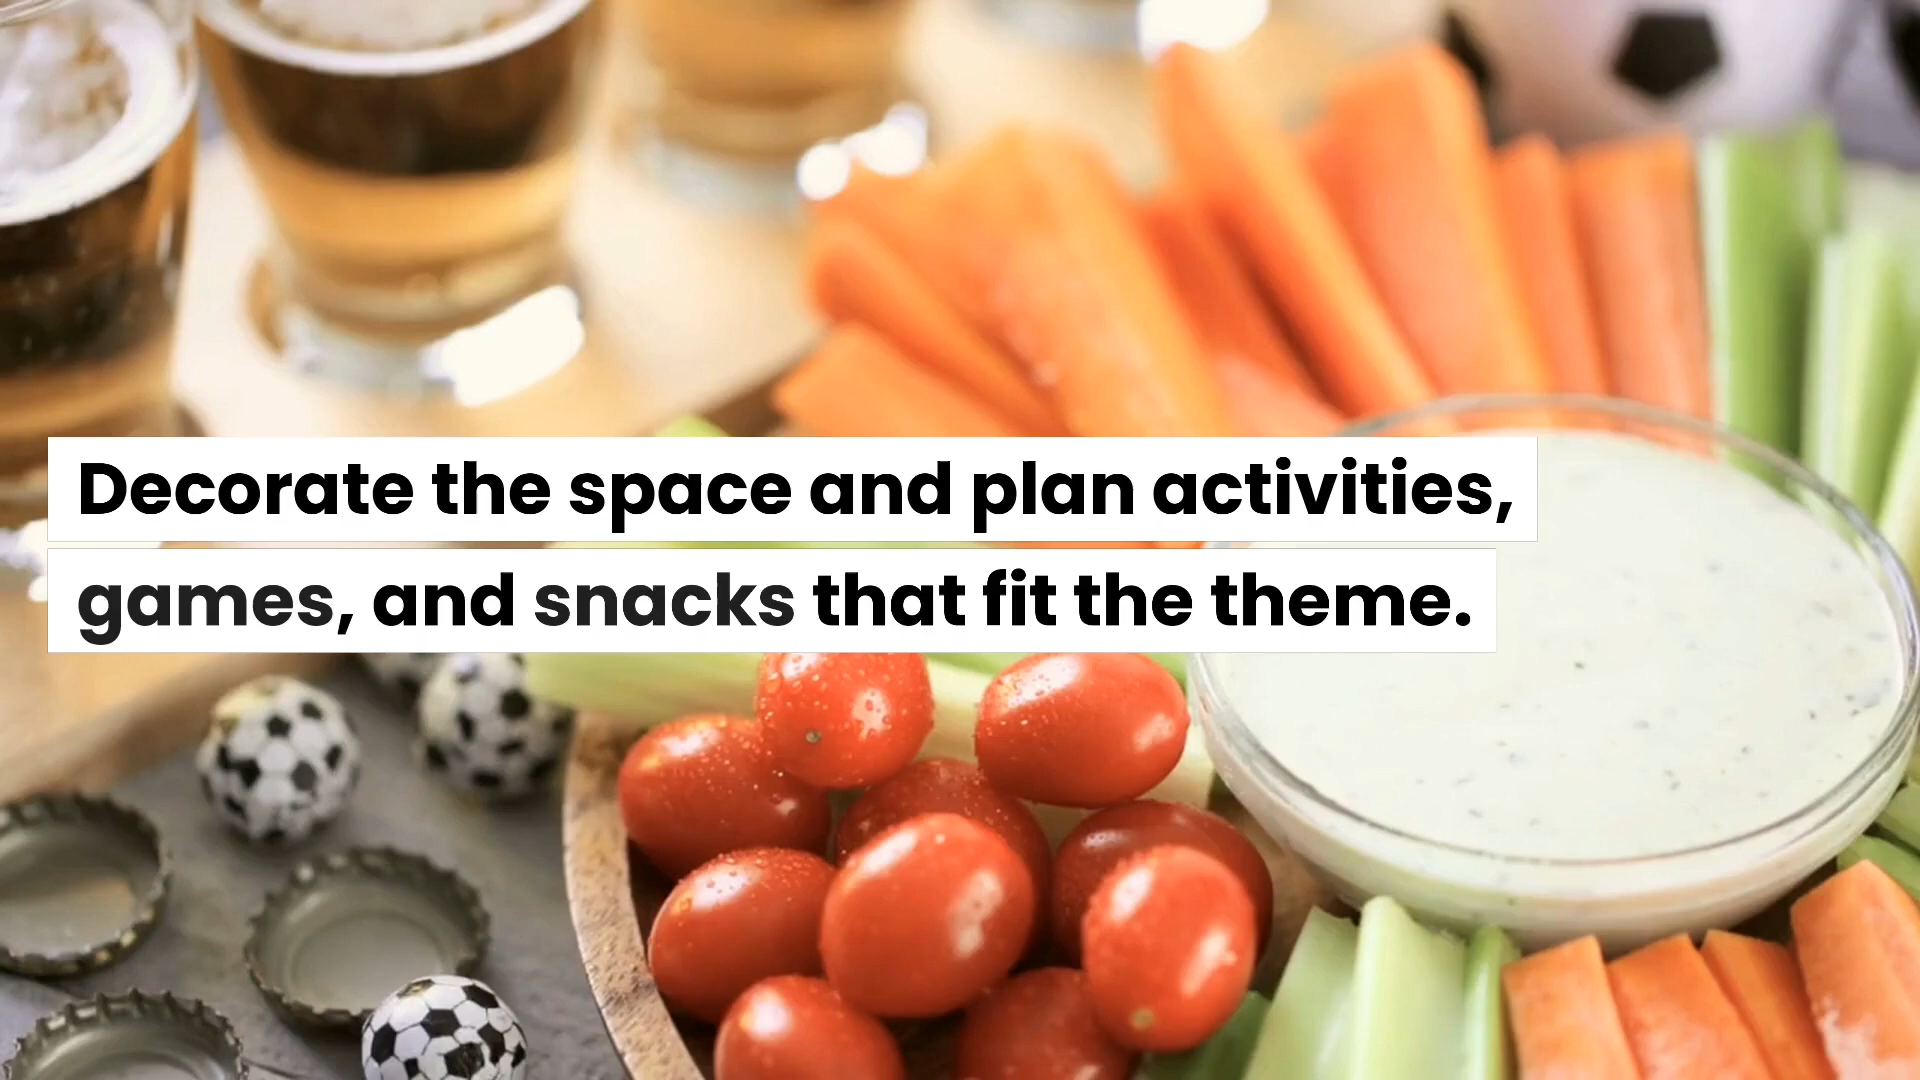 Decorate the space and plan activities,
games, and snacks that fit the theme.